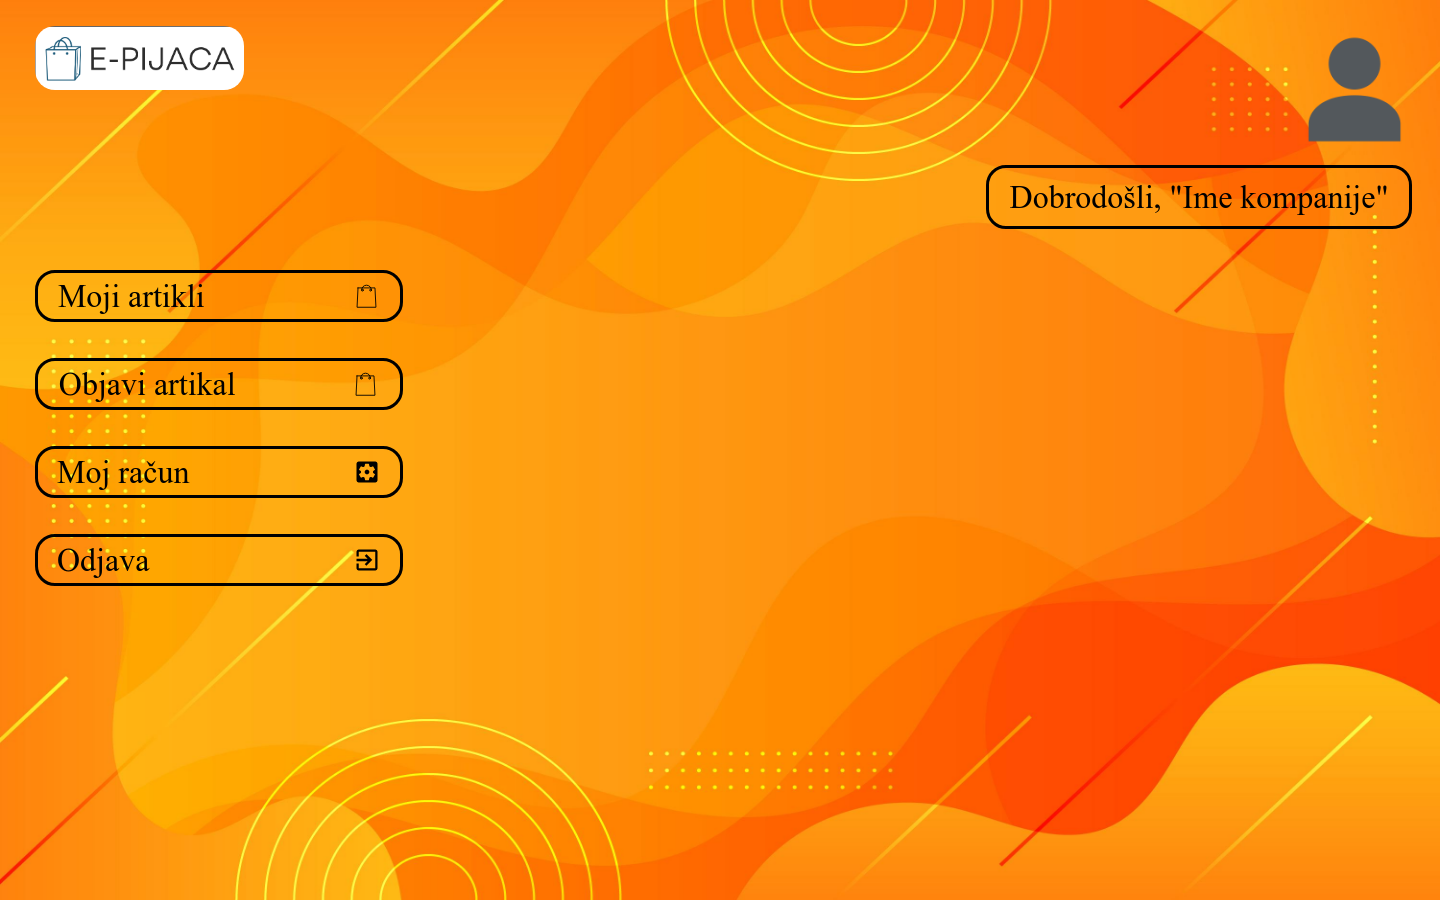 E-PIJACA
Dobrodošli, "Ime kompanije"
Moji artikli
Objavi artikal
Moj račun
Odjava